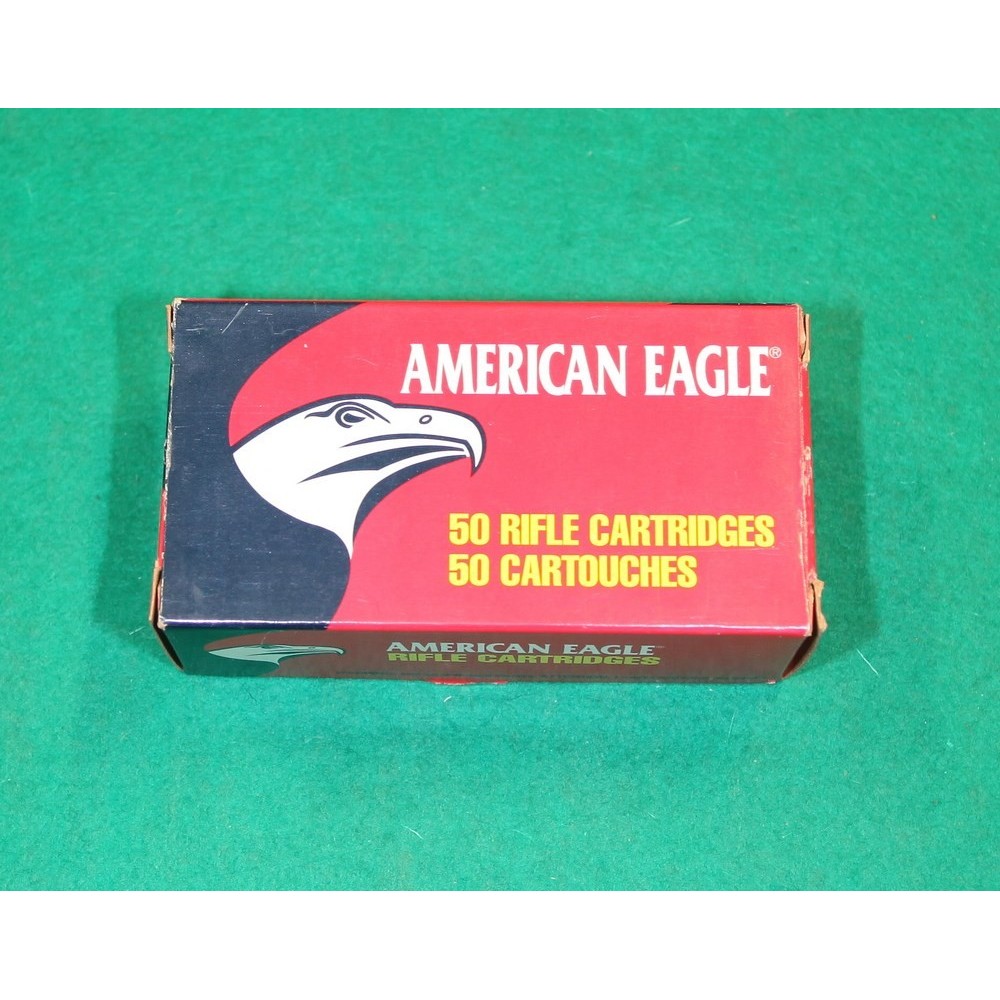 AMERICAN EAGLE®
50 RIFLE CARTRIDGES
50 CARTOUCHES
AMERICAN EAGLE
RIFLE CARTRIDGES